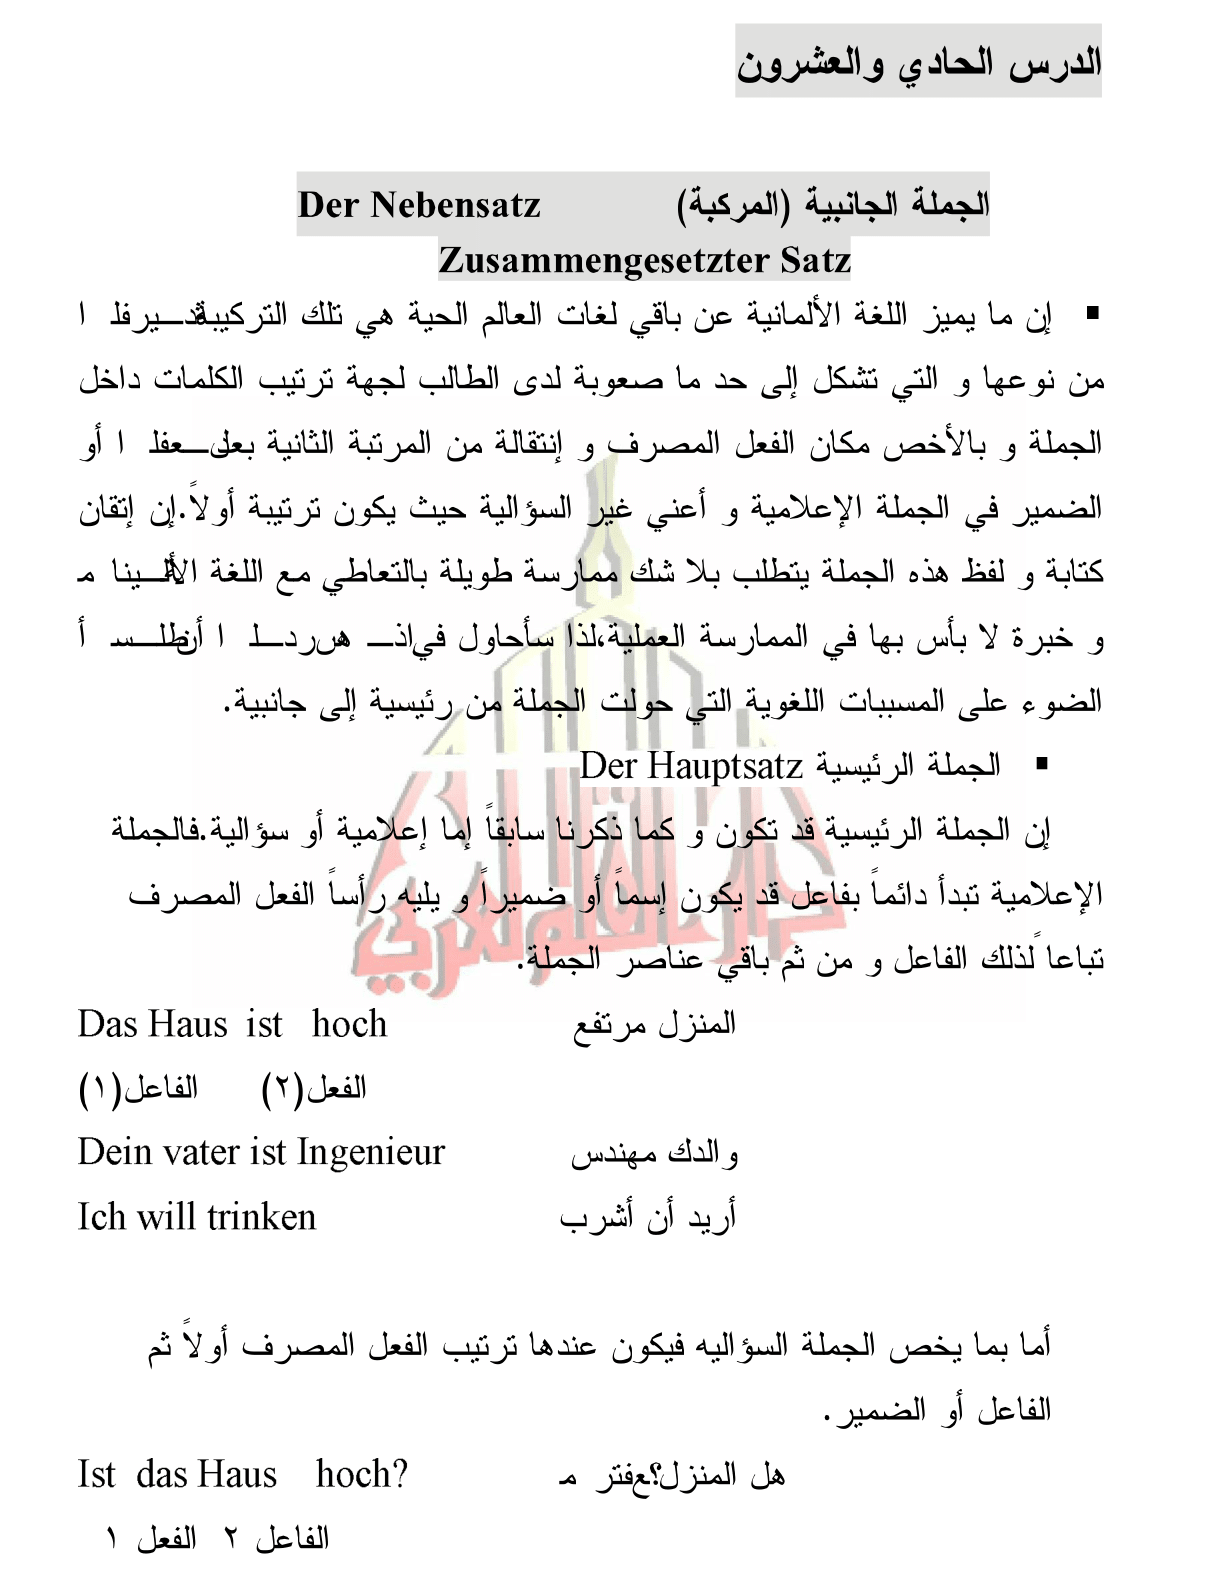 الدرس الحادي والعشرون
الجملة الجانبية (المركبة) Der Nebensatz
Zusammengesetzter Satz
▪ إن ما يميز اللغة الألمانية عن باقي لغات العالم الحية هي تلك التركيبة
من نوعها و التي تشكل إلى حد ما صعوبة لدى الطالب لجهة ترتيب الكلمات داخل
الجملة و بالأخص مكان الفعل المصرف و إنتقالة من المرتبة الثانية أو
الضمير في الجملة الإعلامية و أعني غير السؤالية حيث يكون ترتيبة أولاً.إن إتقان
كتابة و لفظ هذه الجملة يتطلب بلا شك ممارسة طويلة بالتعاطي مع اللغة
و خبرة لا بأس بها في الممارسة العملية،لذا سأحاول في
الضوء على المسببات اللغوية التي حولت الجملة من رئيسية إلى جانبية.
▪ الجملة الرئيسية Der Hauptsatz
إن الجملة الرئيسية قد تكون و كما ذكرنا سابقاً إما إعلامية أو سؤالية.فالجملة
الإعلامية تبدأ دائماً بفاعل قد يكون إسماً أو ضميراً و يليه رأساً الفعل المصرف
تباعاً لذلك الفاعل و من ثم باقي عناصر الجملة.
Das Haus ist hoch المنزل مرتفع
الفاعل(١) الفعل(٢)
Dein vater ist Ingenieur والدك مهندس
Ich will trinken أريد أن أشرب
أما بما يخص الجملة السؤاليه فيكون عندها ترتيب الفعل المصرف أولاً ثم
الفاعل أو الضمير.
Ist das Haus hoch? هل المنزل
الفعل ١ الفاعل ٢
دار القلم العربي